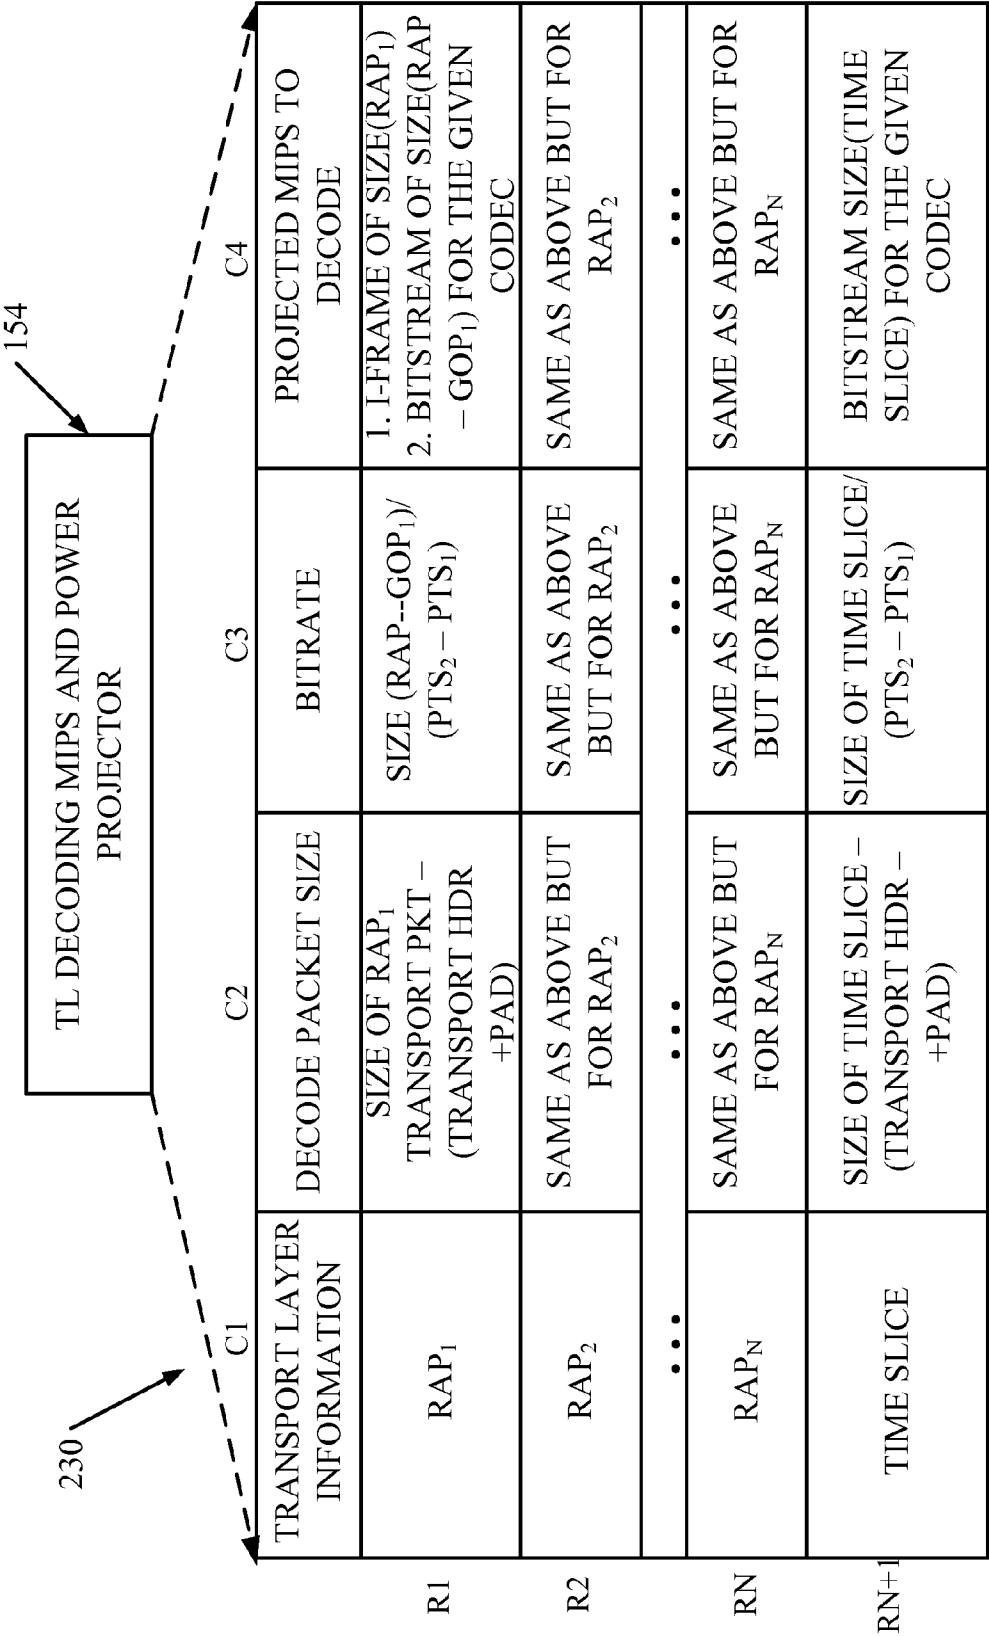 154
TL DECODING MIPS AND POWER
PROJECTOR
230
C1
C2
C3
C4
TRANSPORT LAYER
INFORMATION
DECODE PACKET SIZE
BITRATE
PROJECTED MIPS TO
DECODE
R1
RAP1
SIZE OF RAP1
TRANSPORT PKT –
(TRANSPORT HDR
+PAD)
SIZE (RAP--GOP1)/
(PTS2 – PTS1)
1. I-FRAME OF SIZE(RAP1)
2. BITSTREAM OF SIZE(RAP
– GOP1) FOR THE GIVEN
CODEC
R2
RAP2
SAME AS ABOVE BUT
FOR RAP2
SAME AS ABOVE
BUT FOR RAP2
SAME AS ABOVE BUT FOR
RAP2
•••
•••
•••
•••
RN
RAPN
SAME AS ABOVE BUT
FOR RAPN
SAME AS ABOVE
BUT FOR RAPN
SAME AS ABOVE BUT FOR
RAPN
RN+1
TIME SLICE
SIZE OF TIME SLICE –
(TRANSPORT HDR –
+PAD)
SIZE OF TIME SLICE/
(PTS2 – PTS1)
BITSTREAM SIZE(TIME
SLICE) FOR THE GIVEN
CODEC